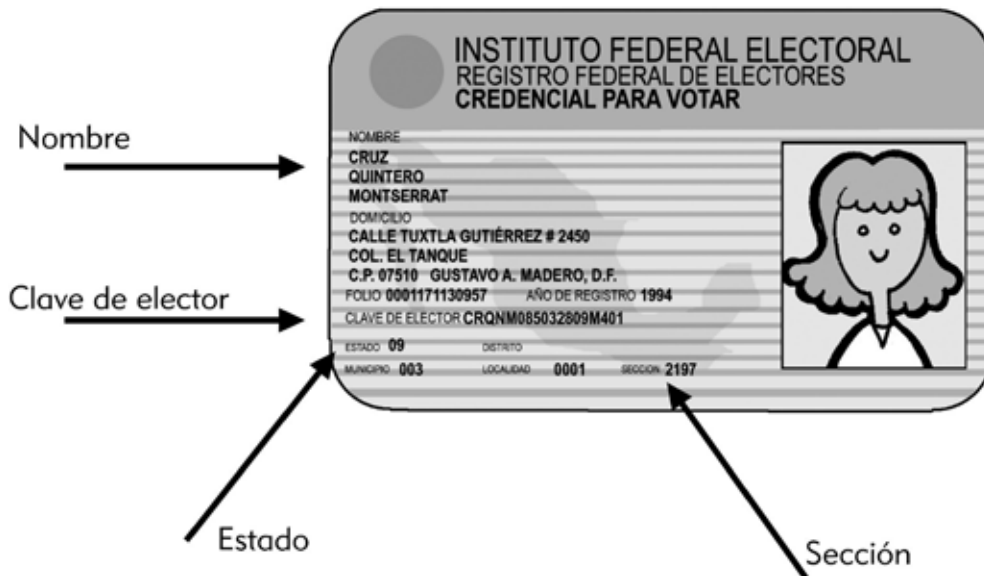 INSTITUTO FEDERAL ELECTORAL
REGISTRO FEDERAL DE ELECTORES
CREDENCIAL PARA VOTAR
Nombre
NOMBRE
CRUZ
QUINTERO
MONTSERRAT
DOMICILIO
CALLE TUXTLA GUTIÉRREZ # 2450
COL. EL TANQUE
C.P. 07510 GUSTAVO A. MADERO, D.F.
FOLIO 0001171130957 AÑO DE REGISTRO 1994
Clave de elector
CLAVE DE ELECTOR CRQNM085032809M401
ESTADO 09 DISTRITO
MUNICIPIO 003 LOCALIDAD 0001 SECCION 2197
Estado
Sección